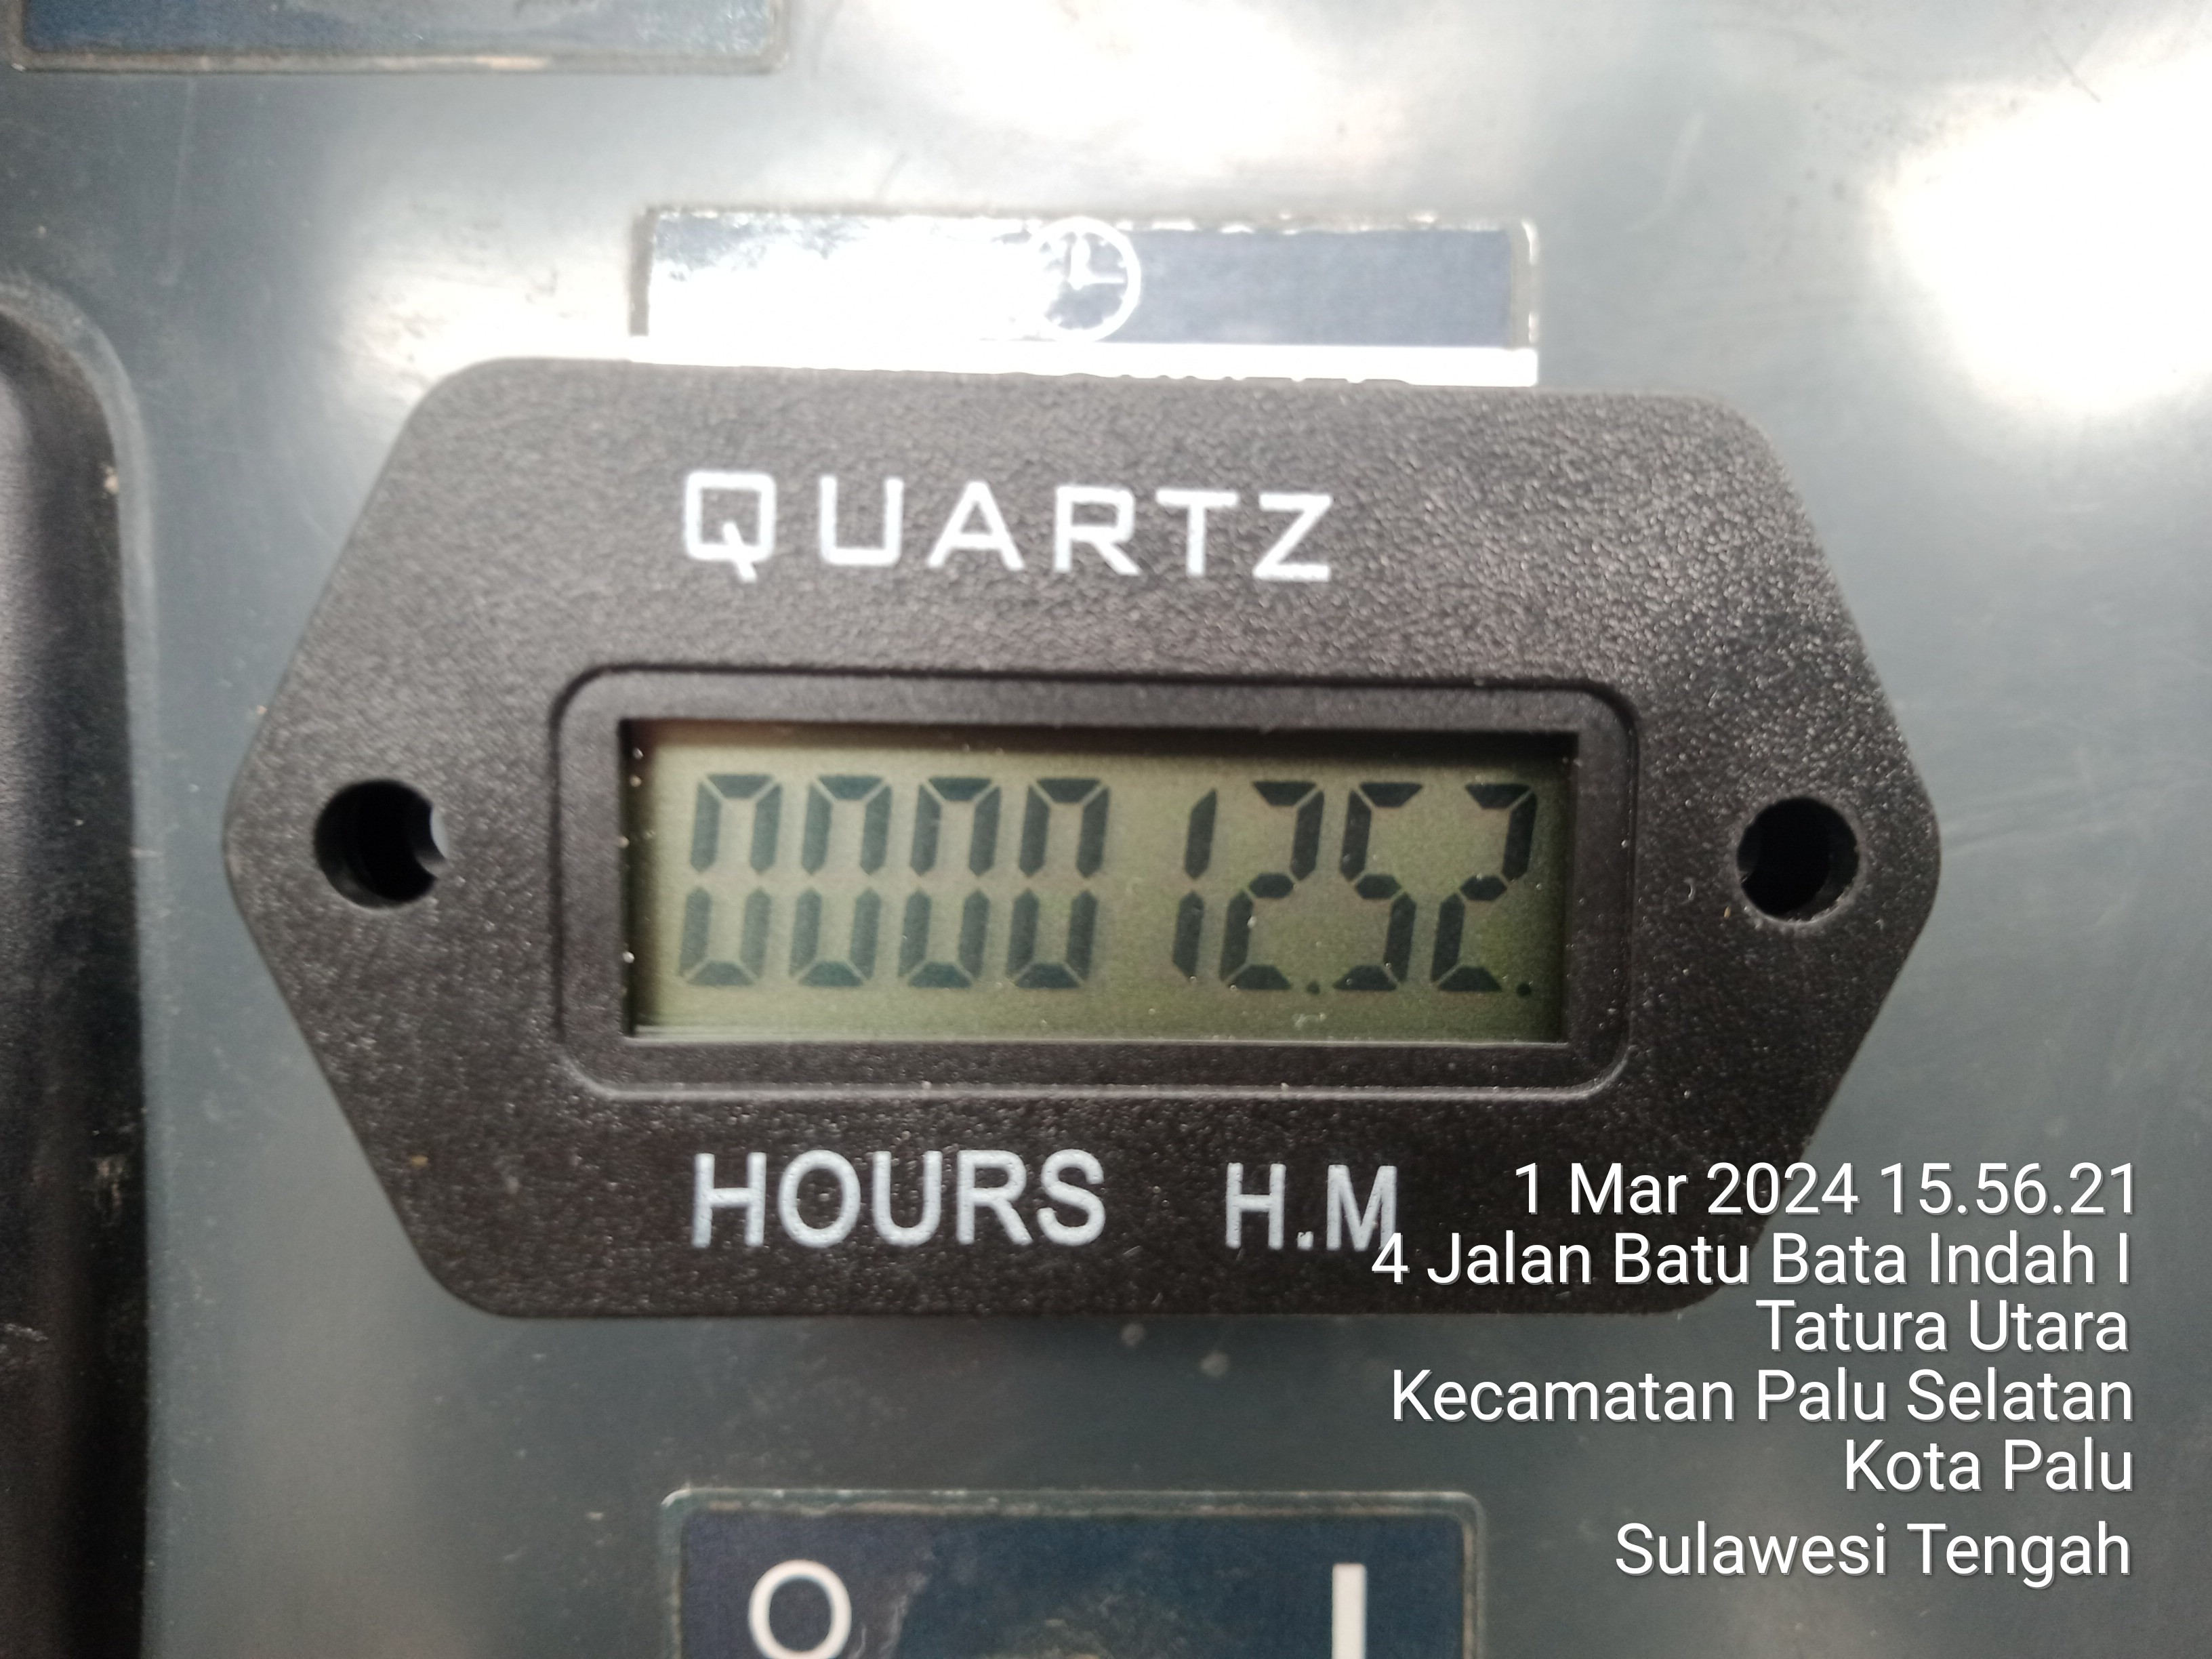 QUARTZ
00001252.
HOURS H.M
1 Mar 2024 15.56.21
4 Jalan Batu Bata Indah I
Tatura Utara
Kecamatan Palu Selatan
Kota Palu
Sulawesi Tengah
O I